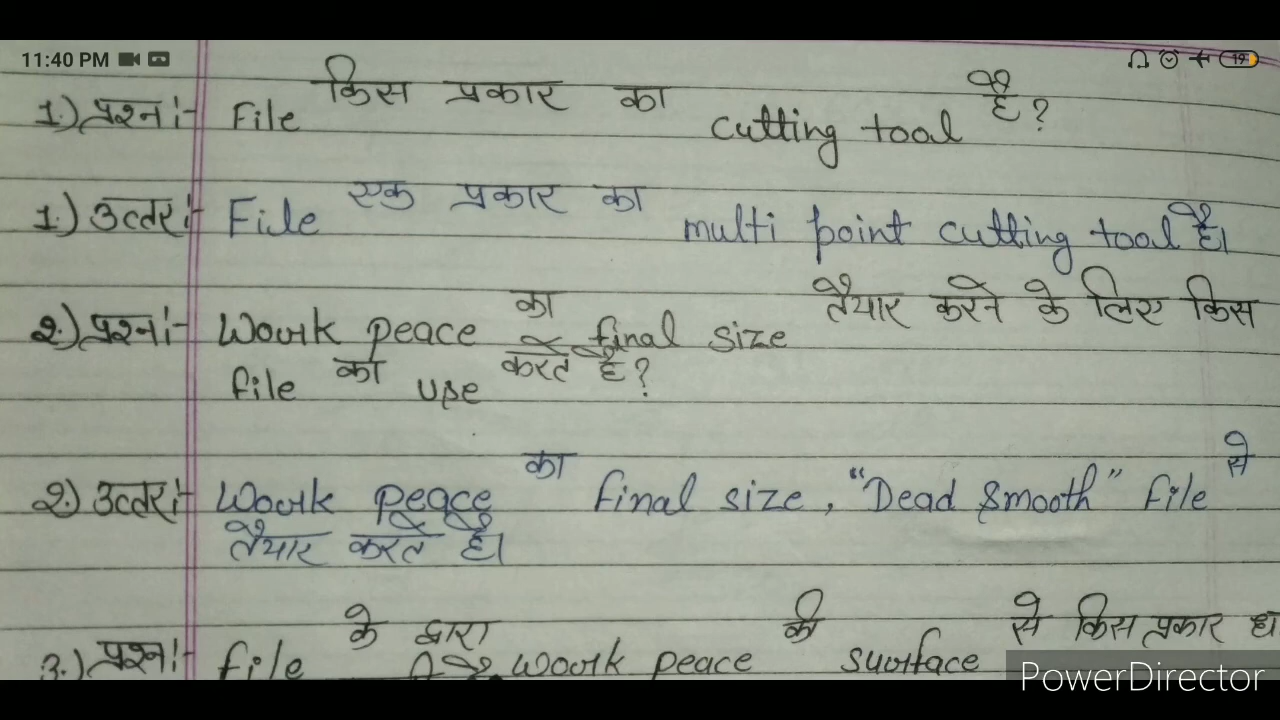 11:40 PM
19
1.) प्रश्नः- File किस प्रकार का cutting tool है?
1.) उत्तरः- File एक प्रकार का multi point cutting tool है।
2.) प्रश्नः- Work peace का final size तैयार करने के लिए किस
file का use करते है?
2.) उत्तरः- Work peace का final size, "Dead Smooth" file से
तैयार करते है।
3.) प्रश्नः- file के द्वारा work peace की surface से किस प्रकार
PowerDirector